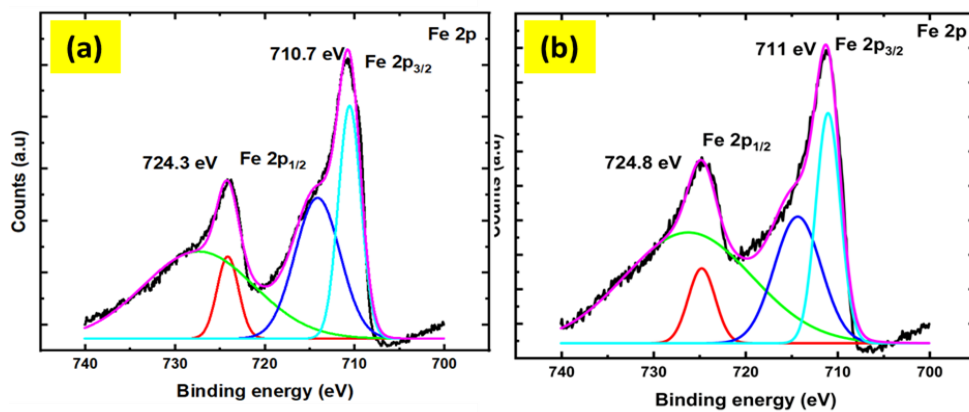 (a)
Fe 2p
710.7 eV
Fe 2p3/2
724.3 eV
Fe 2p1/2
Counts (a.u)
740 730 720 710 700
Binding energy (eV)
(b)
Fe 2p
711 eV
Fe 2p3/2
Fe 2p1/2
724.8 eV
Counts (a.u)
740 730 720 710 700
Binding energy (eV)